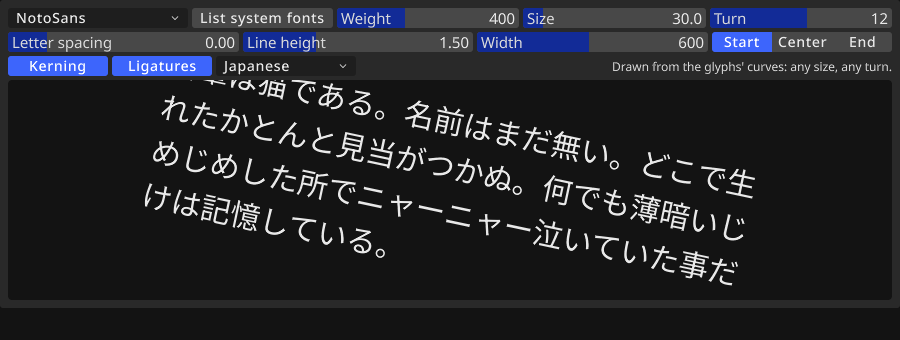 NotoSans List system fonts Weight 400 Size 30.0 Turn 12
Letter spacing 0.00 Line height 1.50 Width 600 Start Center End
Kerning Ligatures Japanese Drawn from the glyphs' curves: any size, any turn.
は猫である。名前はまだ無い。どこで生
れたかとんと見当がつかぬ。何でも薄暗いじ
めじめした所でニャーニャー泣いていた事だ
けは記憶している。